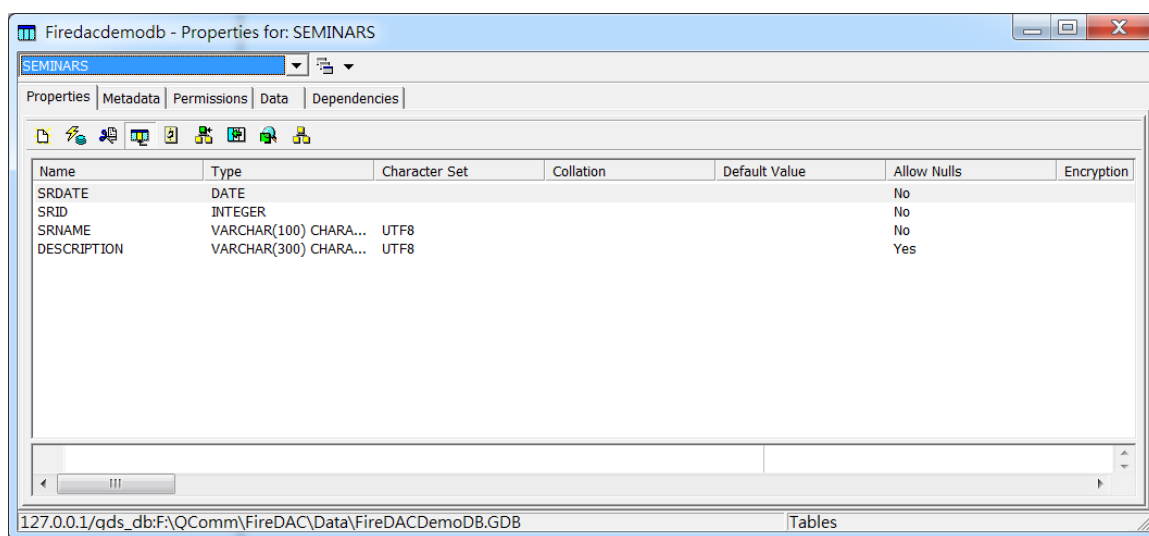 Firedacdemodb - Properties for: SEMINARS
SEMINARS
Properties Metadata Permissions Data Dependencies
Name Type Character Set Collation Default Value Allow Nulls Encryption
SRDATE DATE No
SRID INTEGER No
SRNAME VARCHAR(100) CHARA... UTF8 No
DESCRIPTION VARCHAR(300) CHARA... UTF8 Yes
127.0.0.1/gds_db:F:\QComm\FireDAC\Data\FireDACDemoDB.GDB Tables